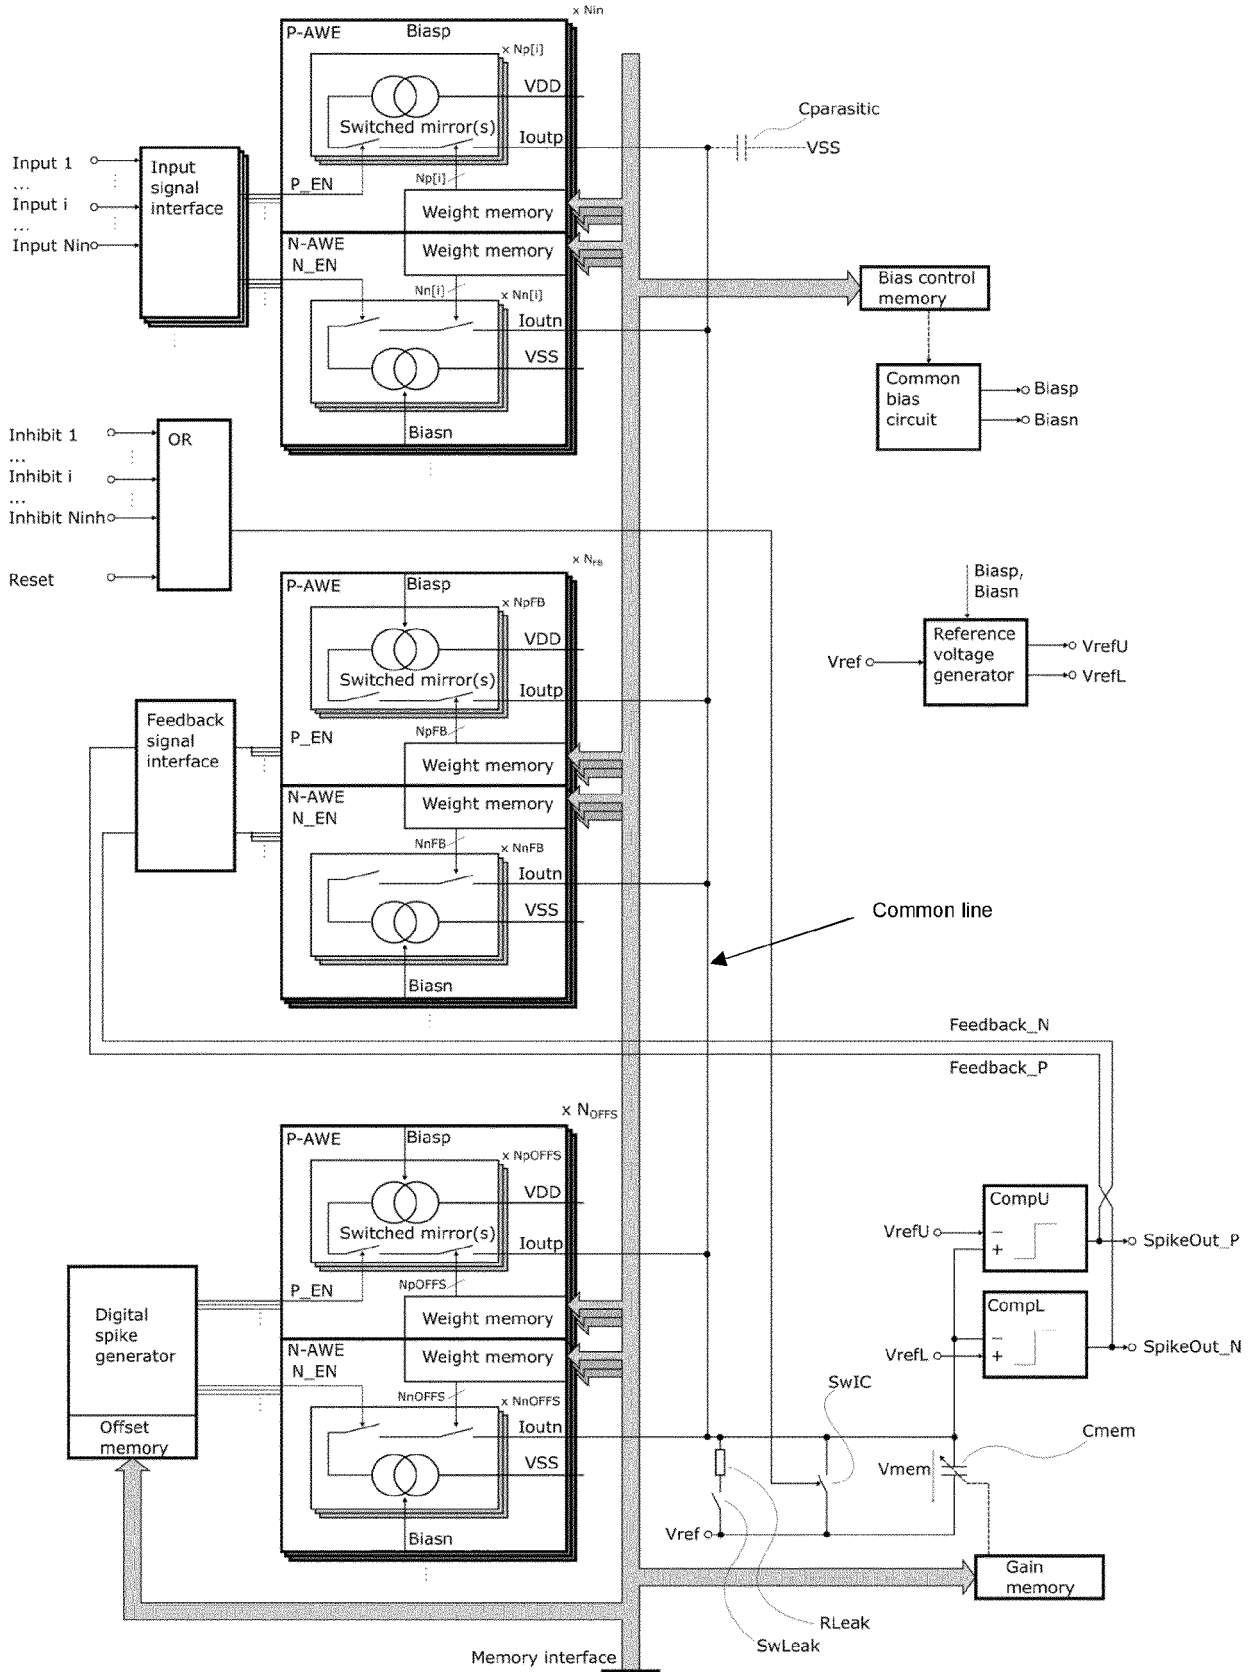 x Nin
P-AWE
Biasp
x Np[i]
VDD
Switched mirror(s)
Ioutp
Cparasitic
VSS
Input 1
...
Input i
...
Input Nin
Input
signal
interface
P_EN
Np[i]
Weight memory
N-AWE
N_EN
Weight memory
Nn[i]
x Nn[i]
Ioutn
VSS
Biasn
Bias control
memory
Common
bias
circuit
Biasp
Biasn
Inhibit 1
...
Inhibit i
...
Inhibit Ninh
Reset
OR
x NFB
P-AWE
Biasp
x NpFB
VDD
Switched mirror(s)
Ioutp
Biasp,
Biasn
Vref
Reference
voltage
generator
VrefU
VrefL
Feedback
signal
interface
P_EN
NpFB
Weight memory
N-AWE
N_EN
Weight memory
NnFB
x NnFB
Ioutn
VSS
Biasn
Common line
Feedback_N
Feedback_P
x NOFFS
P-AWE
Biasp
x NpOFFS
VDD
Switched mirror(s)
Ioutp
CompU
VrefU
−
+
SpikeOut_P
Digital
spike
generator
Offset
memory
P_EN
NpOFFS
Weight memory
N-AWE
N_EN
Weight memory
NnOFFS
x NnOFFS
Ioutn
VSS
Biasn
CompL
−
VrefL
+
SpikeOut_N
SwIC
Cmem
Vmem
Vref
Gain
memory
RLeak
SwLeak
Memory interface